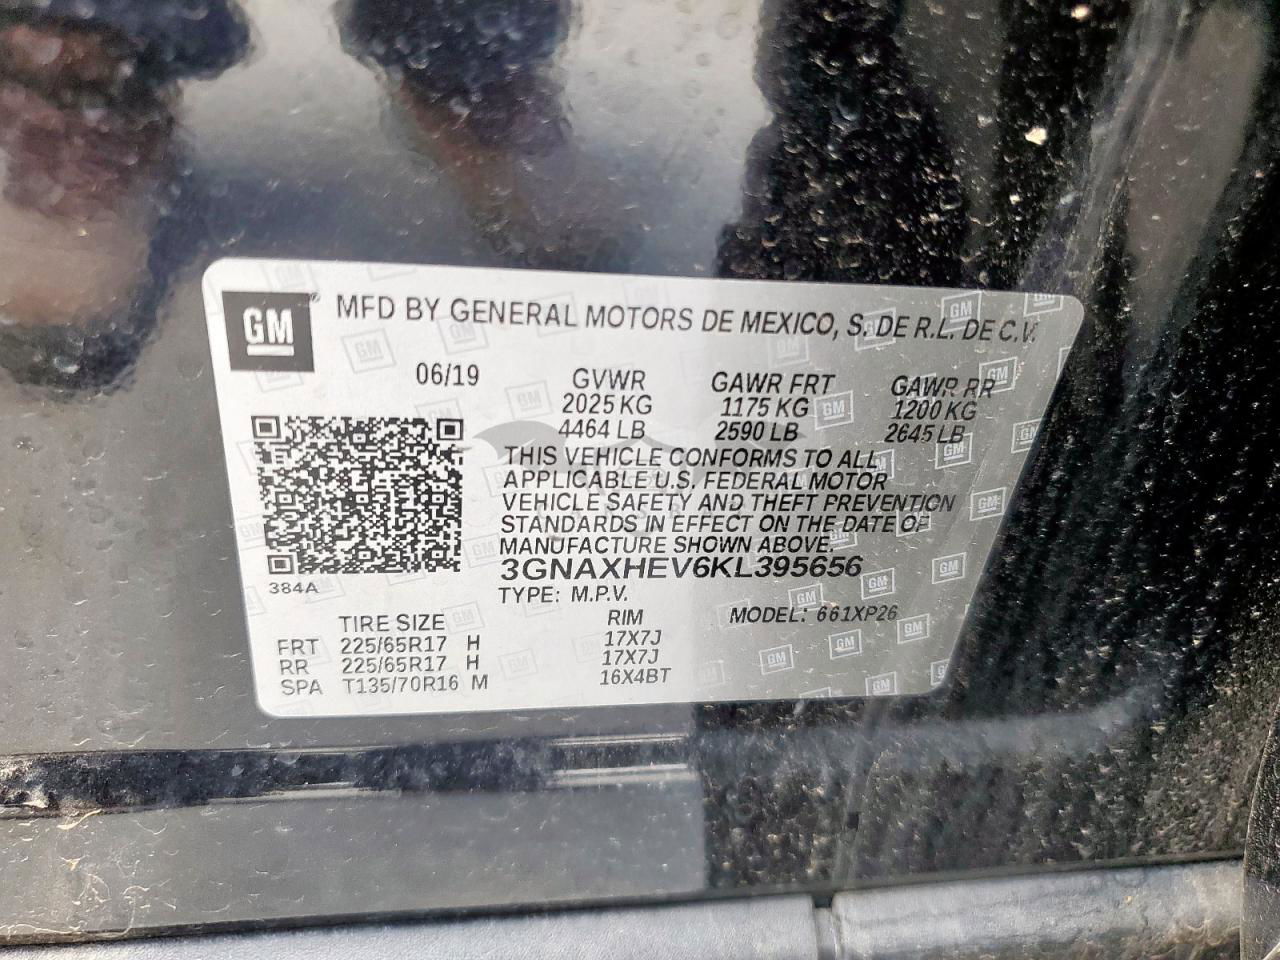 GM ® MFD BY GENERAL MOTORS DE MEXICO, S. DE R.L. DE C.V.
06/19 GVWR GAWR FRT GAWR RR
2025 KG 1175 KG 1200 KG
4464 LB 2590 LB 2645 LB
THIS VEHICLE CONFORMS TO ALL
APPLICABLE U.S. FEDERAL MOTOR
VEHICLE SAFETY AND THEFT PREVENTION
STANDARDS IN EFFECT ON THE DATE OF
MANUFACTURE SHOWN ABOVE.
384A 3GNAXHEV6KL395656
TYPE: M.P.V.
TIRE SIZE RIM MODEL: 661XP26
FRT 225/65R17 H 17X7J
RR 225/65R17 H 17X7J
SPA T135/70R16 M 16X4BT